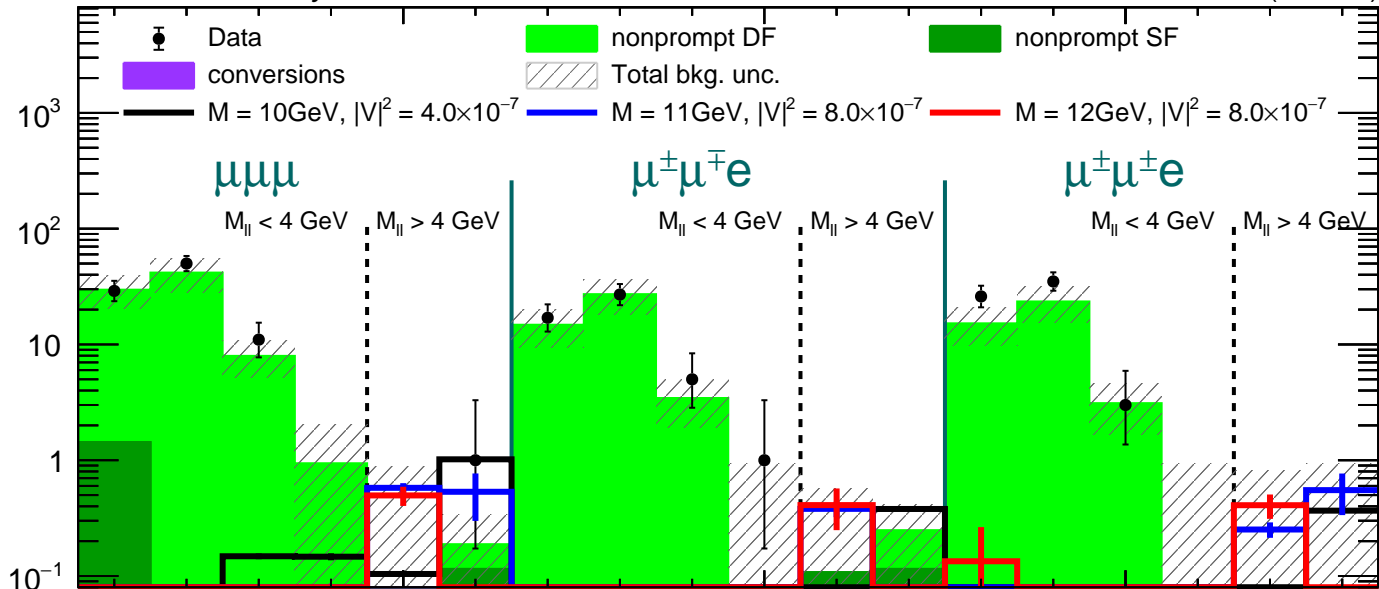 Data
nonprompt DF
nonprompt SF
conversions
Total bkg. unc.
M = 10GeV, |V|² = 4.0×10⁻⁷
M = 11GeV, |V|² = 8.0×10⁻⁷
M = 12GeV, |V|² = 8.0×10⁻⁷
μμμ
μ±μ∓e
μ±μ±e
M_ll < 4 GeV
M_ll > 4 GeV
M_ll < 4 GeV
M_ll > 4 GeV
M_ll < 4 GeV
M_ll > 4 GeV
10³
10²
10
1
10⁻¹